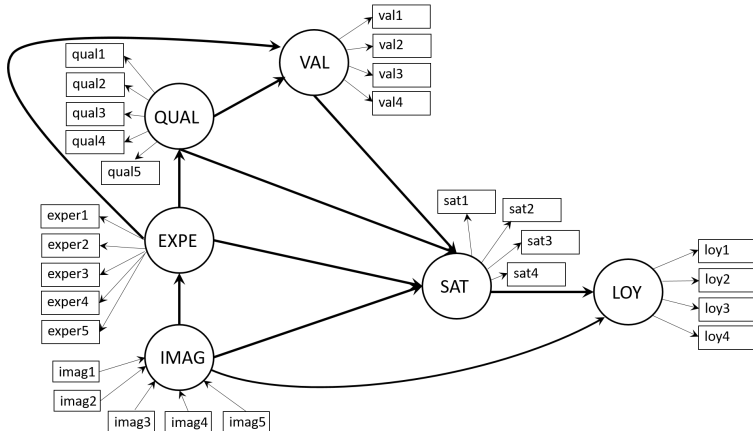 val1
val2
val3
val4
VAL
qual1
qual2
qual3
qual4
qual5
QUAL
exper1
exper2
exper3
exper4
exper5
EXPE
sat1
sat2
sat3
sat4
SAT
loy1
loy2
loy3
loy4
LOY
IMAG
imag1
imag2
imag3
imag4
imag5